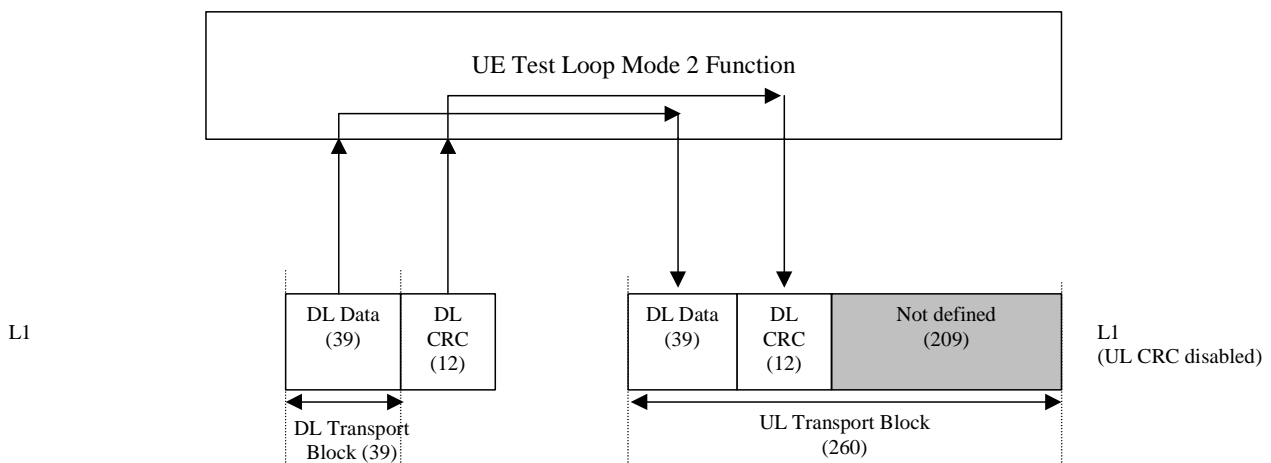 UE Test Loop Mode 2 Function
L1
DL Data
(39)
DL
CRC
(12)
DL Transport
Block (39)
DL Data
(39)
DL
CRC
(12)
Not defined
(209)
UL Transport Block
(260)
L1
(UL CRC disabled)